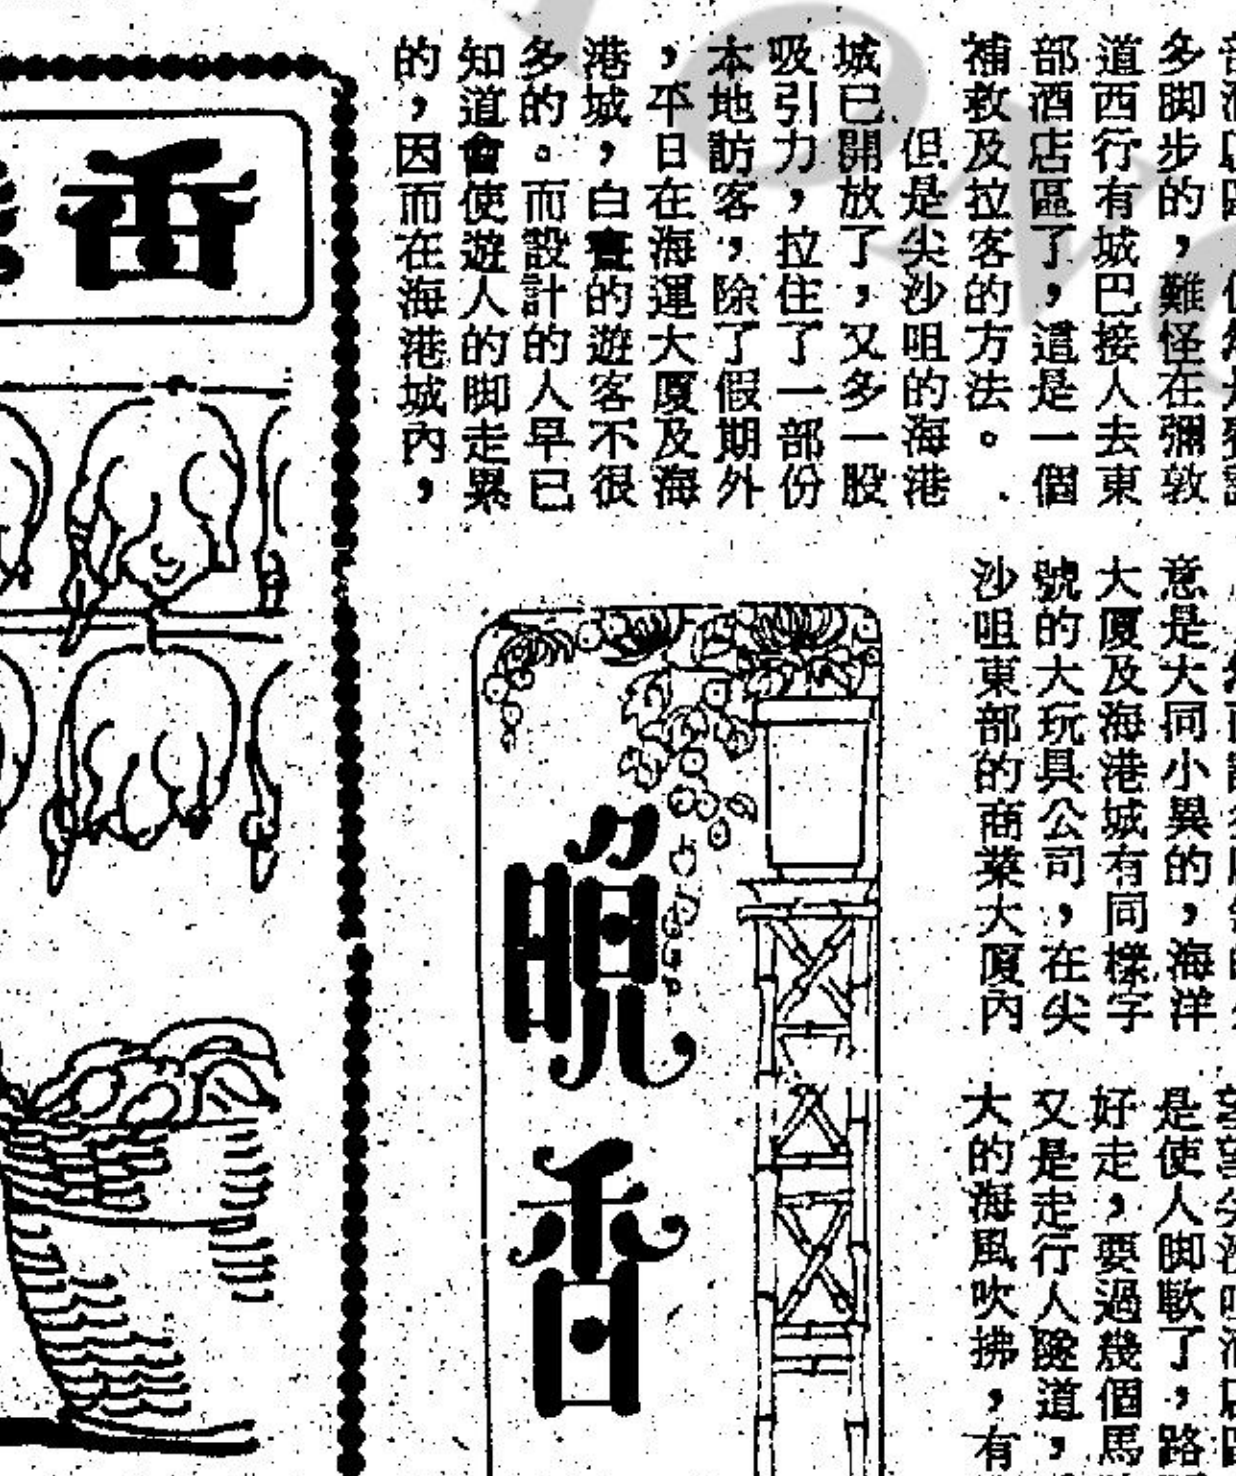 多脚步的，難怪在彌敦
道西行有城巴接人去東
部酒店區了，這是一個
補救及拉客的方法。
但是尖沙咀的海港
城已開放了，又多一股
吸引力，拉住了一部份
本地訪客，除了假期外
，平日在海運大厦及海
港城，白晝的遊客不很
多的。而設計的人早已
知道會使遊人的脚走累
的，因而在海港城內，
意是大同小異的，海洋
大厦及海港城有同樣字
號的大玩具公司，在尖
沙咀東部的商業大厦內
是使人脚軟了，路
好走，要過幾個馬
又是走行人隧道，
大的海風吹拂，有
晚香
番